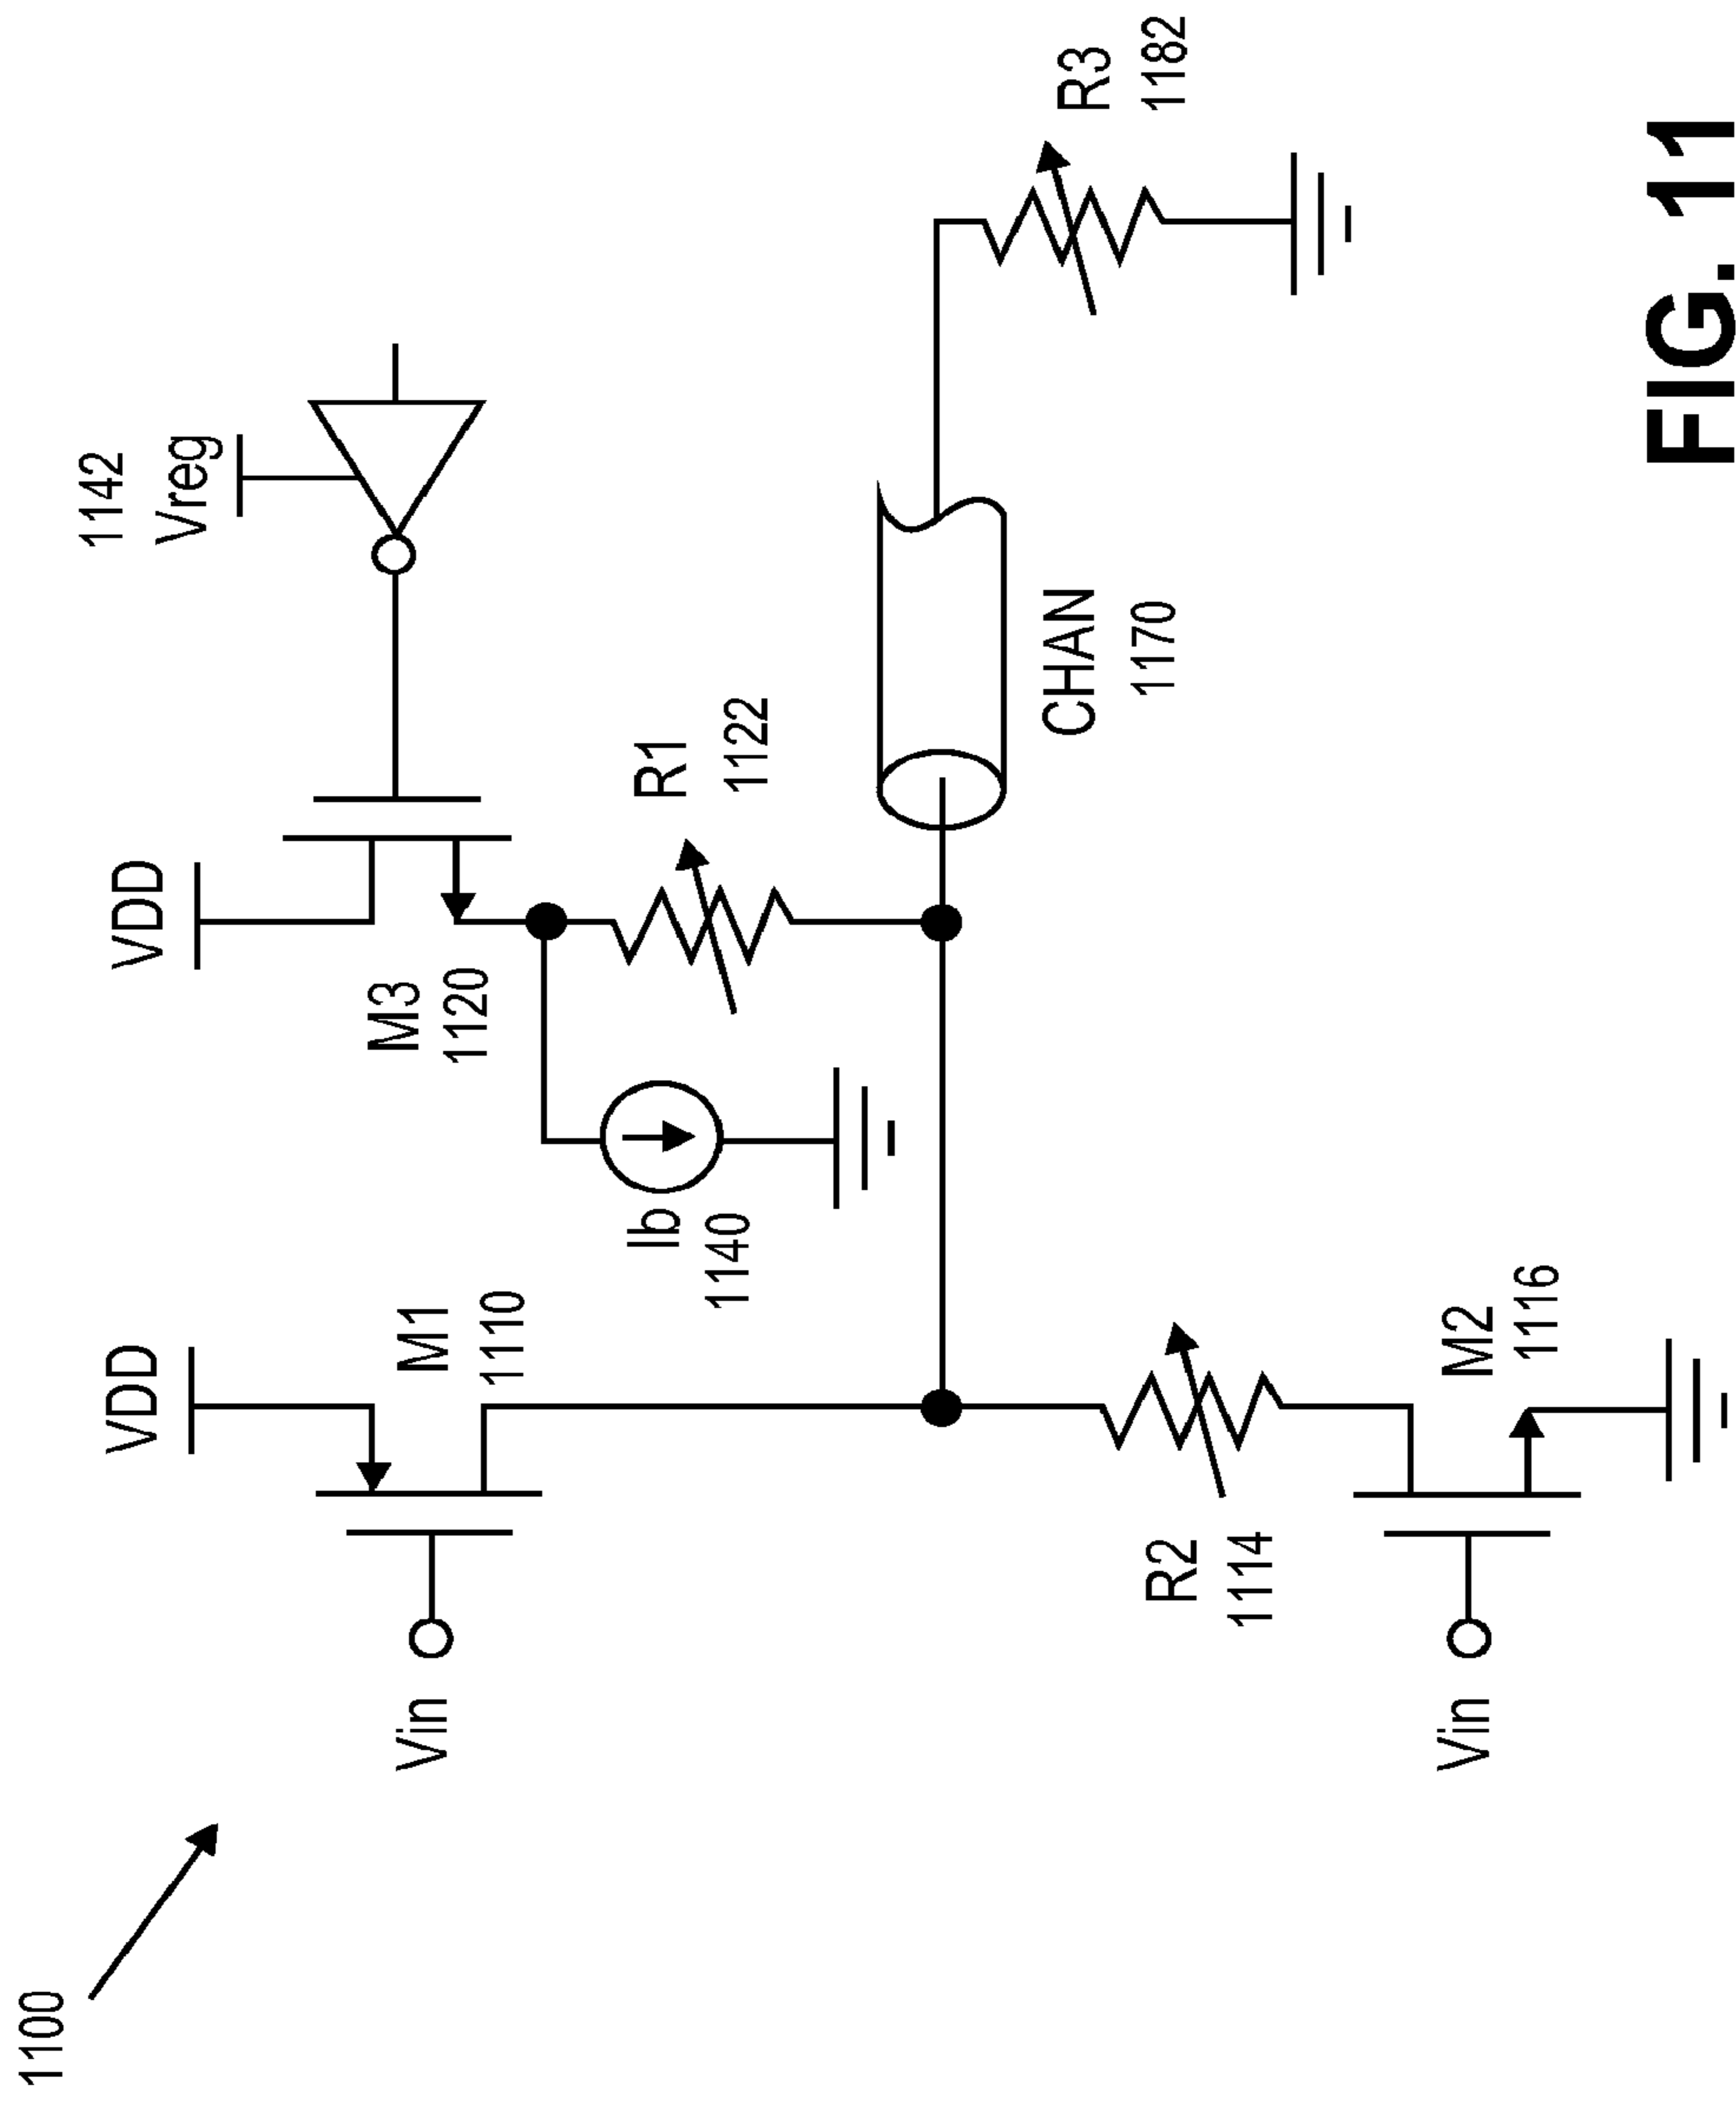 1100
1142
Vreg
VDD
VDD
Vin
M1
1110
M3
1120
Ib
1140
R1
1122
CHAN
1170
R3
1182
R2
1114
Vin
M2
1116
FIG. 11